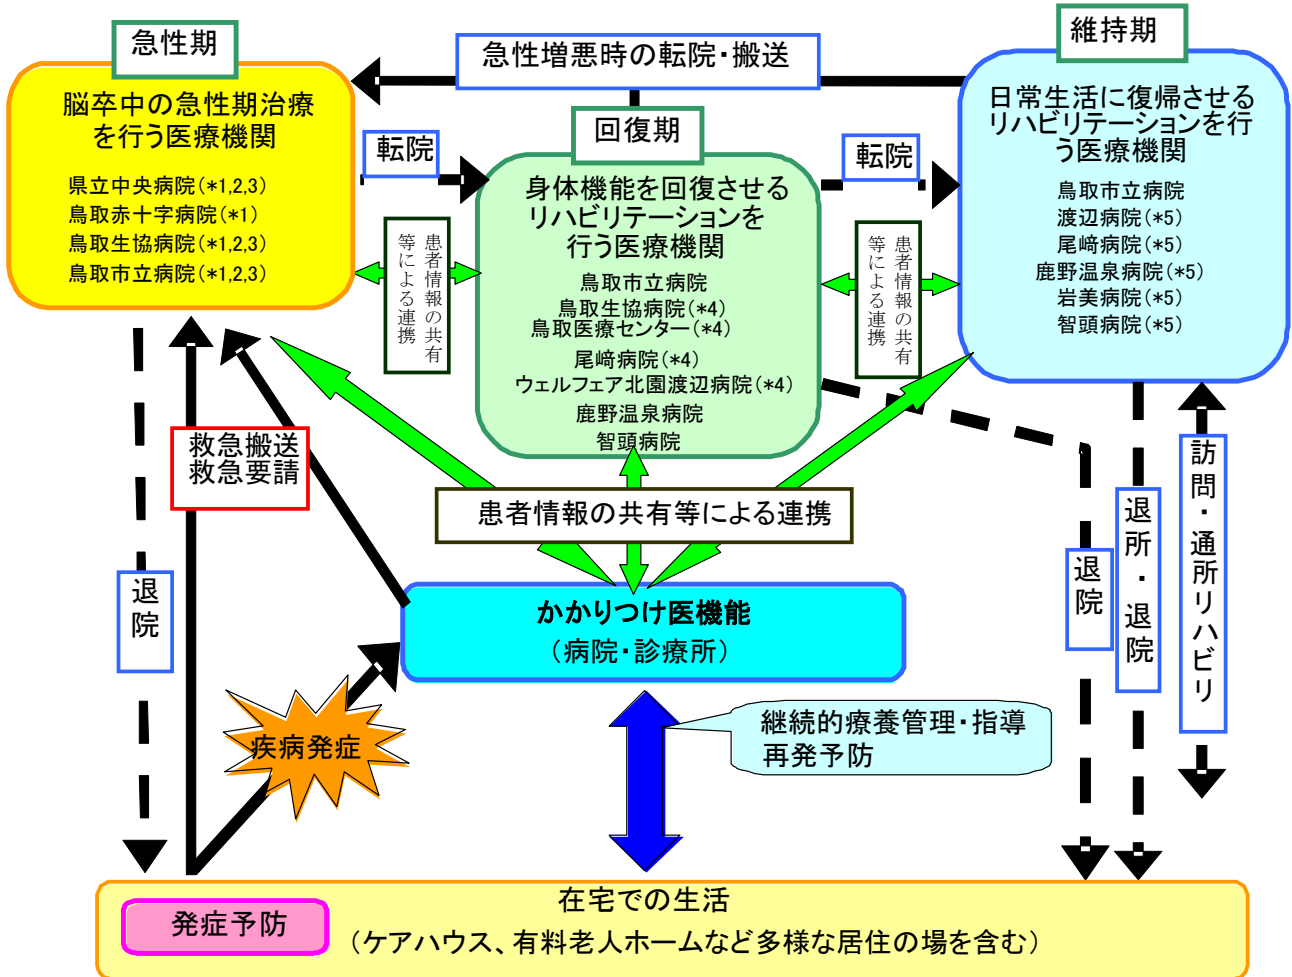 急性期
脳卒中の急性期治療
を行う医療機関
県立中央病院(*1,2,3)
鳥取赤十字病院(*1)
鳥取生協病院(*1,2,3)
鳥取市立病院(*1,2,3)
急性増悪時の転院・搬送
転院
患者情報の共有
等による連携
回復期
身体機能を回復させる
リハビリテーションを
行う医療機関
鳥取市立病院
鳥取生協病院(*4)
鳥取医療センター(*4)
尾﨑病院(*4)
ウェルフェア北園渡辺病院(*4)
鹿野温泉病院
智頭病院
転院
患者情報の共有
等による連携
維持期
日常生活に復帰させる
リハビリテーションを行
う医療機関
鳥取市立病院
渡辺病院(*5)
尾﨑病院(*5)
鹿野温泉病院(*5)
岩美病院(*5)
智頭病院(*5)
救急搬送
救急要請
患者情報の共有等による連携
退院
かかりつけ医機能
(病院・診療所)
退院
退所・退院
訪問・通所リハビリ
疾病発症
継続的療養管理・指導
再発予防
在宅での生活
発症予防
(ケアハウス、有料老人ホームなど多様な居住の場を含む)